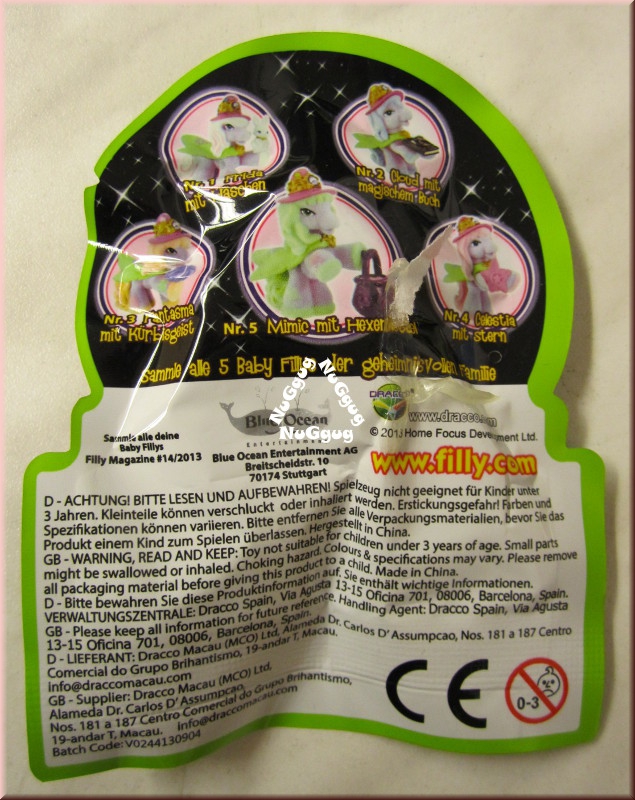 Nr. 1 Frida
mit
Nr. 2 Cloud mit
magischem Buch
Nr. 3 Fantasma
mit Kürbisgeist
Nr. 5 Mimic mit
Nr. 4 Celestia
mit Stern
Sammle alle 5 Baby Fillys der geheimnisvollen Familie
Sammle alle deine
Baby Fillys
Filly Magazine #14/2013
Blue Ocean
Entertainment
Blue Ocean Entertainment AG
Breitscheidstr. 10
70174 Stuttgart
NuGgug NuGgug
NuGgug
DRACCO
www.dracco.com
© 2013 Home Focus Development Ltd.
www.filly.com
D - ACHTUNG! BITTE LESEN UND AUFBEWAHREN! Spielzeug nicht geeignet für Kinder unter
3 Jahren. Kleinteile können verschluckt oder inhaliert werden. Erstickungsgefahr! Farben und
Spezifikationen können variieren. Bitte entfernen Sie alle Verpackungsmaterialien, bevor Sie das
Produkt einem Kind zum Spielen überlassen. Hergestellt in China.
GB - WARNING, READ AND KEEP: Toy not suitable for children under 3 years of age. Small parts
might be swallowed or inhaled. Choking hazard. Colours & specifications may vary. Please remove
all packaging material before giving this product to a child. Made in China.
D - Bitte bewahren Sie diese Produktinformation auf. Sie enthält wichtige Informationen.
VERWALTUNGSZENTRALE: Dracco Spain, Via Agusta 13-15 Oficina 701, 08006, Barcelona, Spain.
GB - Please keep all information for future reference. Handling Agent: Dracco Spain, Via Agusta
13-15 Oficina 701, 08006, Barcelona, Spain.
D - LIEFERANT: Dracco Macau (MCO) Ltd, Alameda Dr. Carlos D' Assumpcao, Nos. 181 a 187 Centro
Comercial do Grupo Brihantismo, 19-andar T, Macau.
info@draccomacau.com
GB - Supplier: Dracco Macau (MCO) Ltd,
Alameda Dr. Carlos D' Assumpcao,
Nos. 181 a 187 Centro Comercial do Grupo Brihantismo,
19-andar T, Macau. info@draccomacau.com
Batch Code: V0244130904
CE
0-3